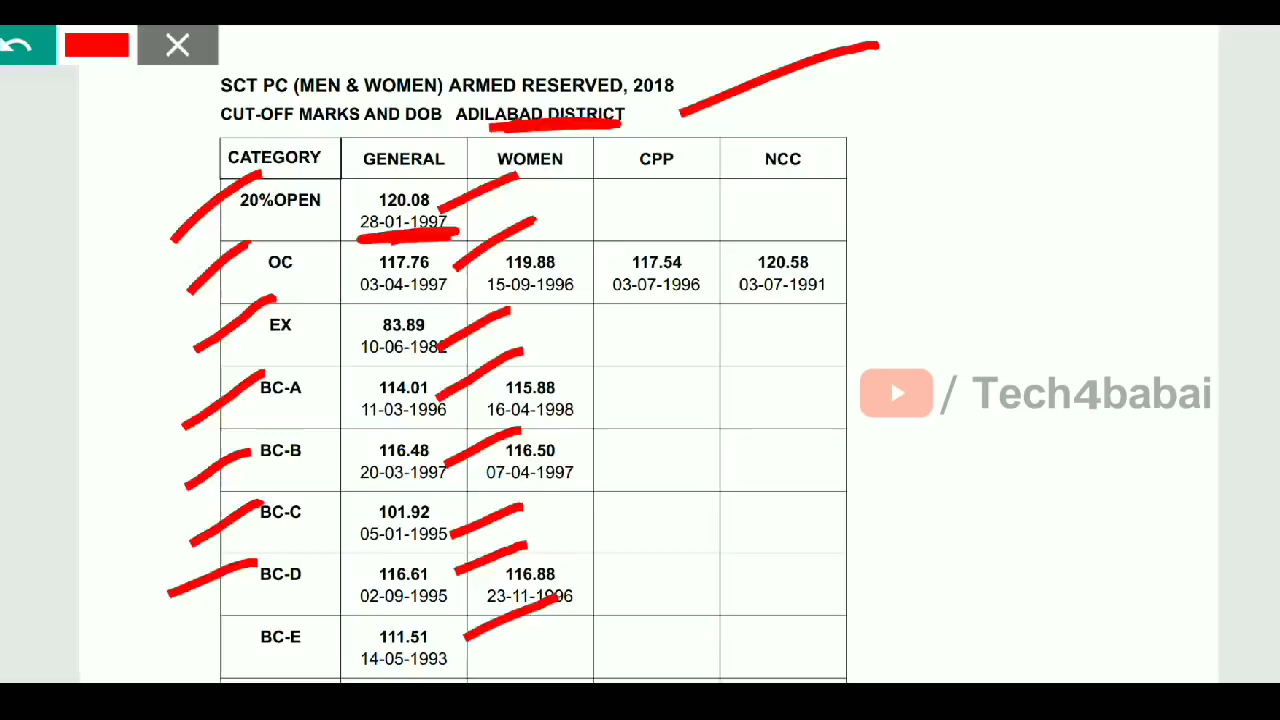 SCT PC (MEN & WOMEN) ARMED RESERVED, 2018
CUT-OFF MARKS AND DOB ADILABAD DISTRICT
CATEGORY GENERAL WOMEN CPP NCC
20%OPEN 120.08
28-01-1997
OC 117.76 119.88 117.54 120.58
03-04-1997 15-09-1996 03-07-1996 03-07-1991
EX 83.89
10-06-1982
BC-A 114.01 115.88
11-03-1996 16-04-1998
BC-B 116.48 116.50
20-03-1997 07-04-1997
BC-C 101.92
05-01-1995
BC-D 116.61 116.88
02-09-1995 23-11-1996
BC-E 111.51
14-05-1993
/ Tech4babai